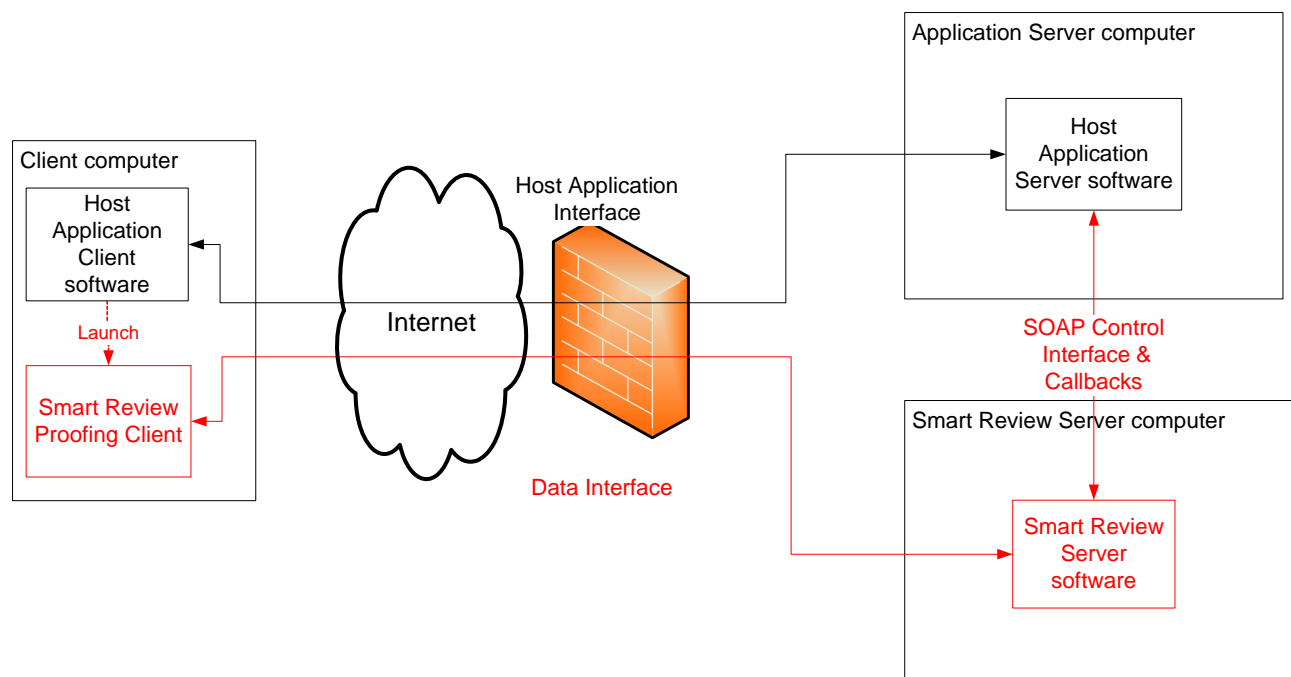 Application Server computer
Host
Application
Server software
Client computer
Host
Application
Client
software
Launch
Smart Review
Proofing Client
Internet
Host Application
Interface
Data Interface
SOAP Control
Interface &
Callbacks
Smart Review Server computer
Smart Review
Server
software